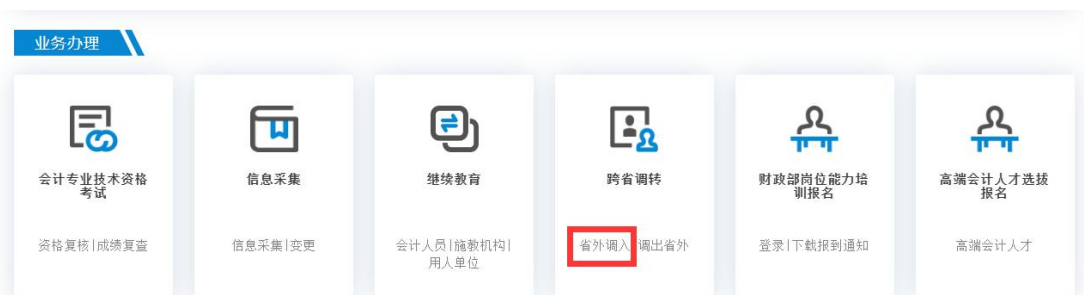 业务办理
会计专业技术资格
考试
信息采集
继续教育
跨省调转
财政部岗位能力培
训报名
高端会计人才选拔
报名
资格复核|成绩复查
信息采集|变更
会计人员|施教机构|
用人单位
省外调入 调出省外
登录|下载报到通知
高端会计人才